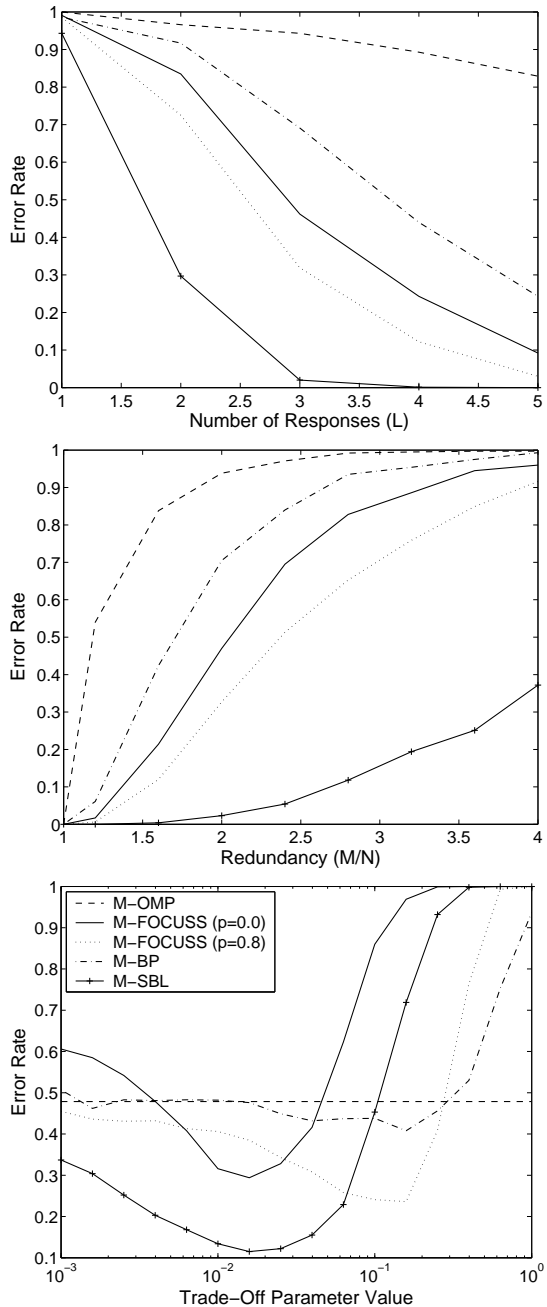 1
0.9
0.8
0.7
0.6
0.5
0.4
0.3
0.2
0.1
0
Error Rate
1 1.5 2 2.5 3 3.5 4 4.5 5
Number of Responses (L)
1
0.9
0.8
0.7
0.6
0.5
0.4
0.3
0.2
0.1
0
Error Rate
1 1.5 2 2.5 3 3.5 4
Redundancy (M/N)
1
0.9
0.8
0.7
0.6
0.5
0.4
0.3
0.2
0.1
Error Rate
M−OMP
M−FOCUSS (p=0.0)
M−FOCUSS (p=0.8)
M−BP
M−SBL
10⁻³ 10⁻² 10⁻¹ 10⁰
Trade−Off Parameter Value